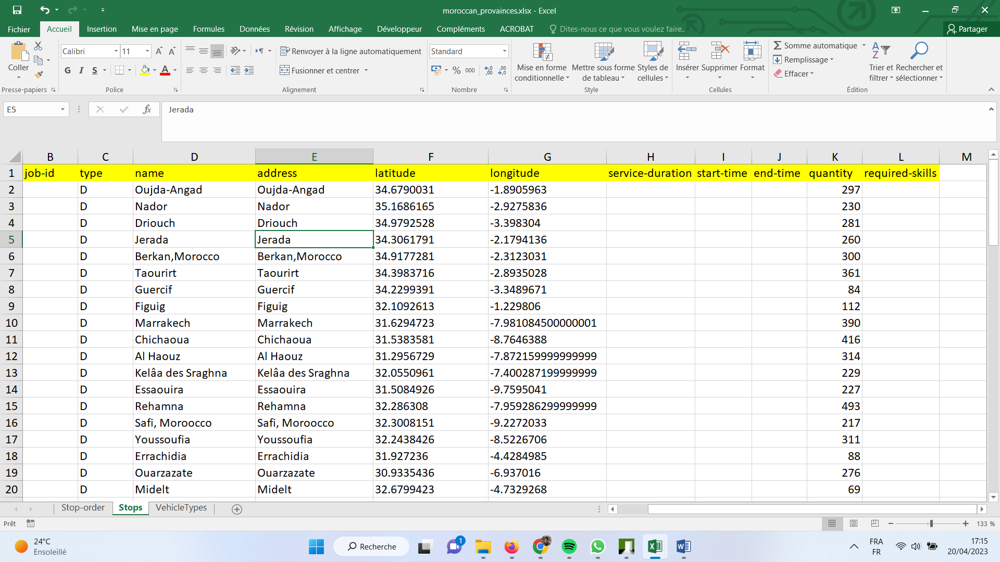 moroccan_provainces.xlsx - Excel
Fichier Accueil Insertion Mise en page Formules Données Révision Affichage Développeur Compléments ACROBAT Dites-nous ce que vous voulez faire... Partager
Coller
Presse-papiers
Calibri 11
G I S
Police
Renvoyer à la ligne automatiquement
Fusionner et centrer
Alignement
Standard
% 000
Nombre
Mise en forme conditionnelle
Mettre sous forme de tableau
Styles de cellules
Style
Insérer Supprimer Format
Cellules
Somme automatique
Remplissage
Effacer
Trier et filtrer
Rechercher et sélectionner
Édition
E5 fx Jerada
B C D E F G H I J K L M
1 job-id type name address latitude longitude service-duration start-time end-time quantity required-skills
2 D Oujda-Angad Oujda-Angad 34.6790031 -1.8905963 297
3 D Nador Nador 35.1686165 -2.9275836 230
4 D Driouch Driouch 34.9792528 -3.398304 281
5 D Jerada Jerada 34.3061791 -2.1794136 260
6 D Berkan,Morocco Berkan,Morocco 34.9177281 -2.3123031 300
7 D Taourirt Taourirt 34.3983716 -2.8935028 361
8 D Guercif Guercif 34.2299391 -3.3489671 84
9 D Figuig Figuig 32.1092613 -1.229806 112
10 D Marrakech Marrakech 31.6294723 -7.981084500000001 390
11 D Chichaoua Chichaoua 31.5383581 -8.7646388 416
12 D Al Haouz Al Haouz 31.2956729 -7.872159999999999 314
13 D Kelâa des Sraghna Kelâa des Sraghna 32.0550961 -7.400287199999999 229
14 D Essaouira Essaouira 31.5084926 -9.7595041 227
15 D Rehamna Rehamna 32.286308 -7.959286299999999 493
16 D Safi, Moroocco Safi, Moroocco 32.3008151 -9.2272033 217
17 D Youssoufia Youssoufia 32.2438426 -8.5226706 311
18 D Errachidia Errachidia 31.927236 -4.4284985 88
19 D Ouarzazate Ouarzazate 30.9335436 -6.937016 276
20 D Midelt Midelt 32.6799423 -4.7329268 69
Stop-order Stops VehicleTypes
Prêt 133 %
24°C
Ensoleillé
Recherche
1
FRA
FR
17:15
20/04/2023